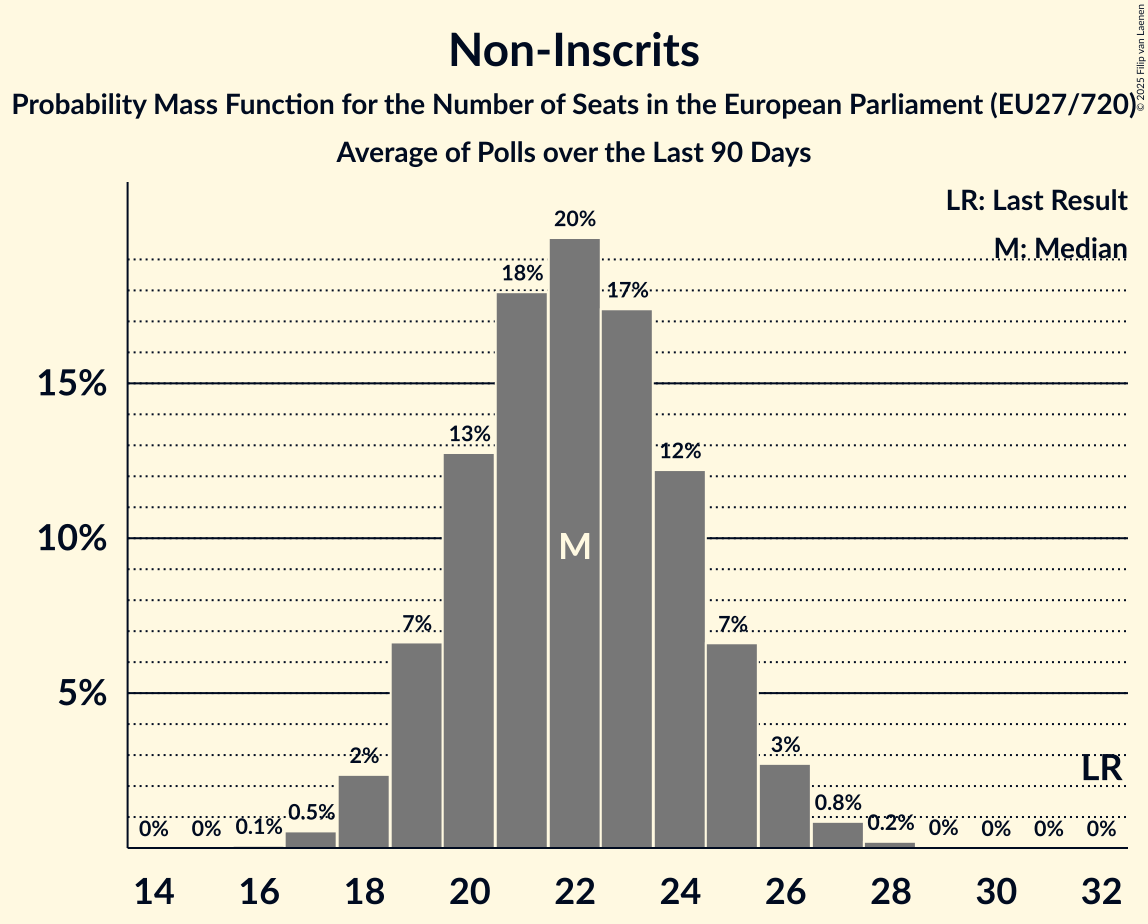 Non-Inscrits
Probability Mass Function for the Number of Seats in the European Parliament (EU27/720)
Average of Polls over the Last 90 Days
© 2025 Filip van Laenen
LR: Last Result
M: Median
20%
18%
17%
15%
13%
12%
10%
M
7%
7%
5%
2%
3%
LR
0%
0%
0.1%
0.5%
0.8%
0.2%
0%
0%
0%
0%
14 16 18 20 22 24 26 28 30 32